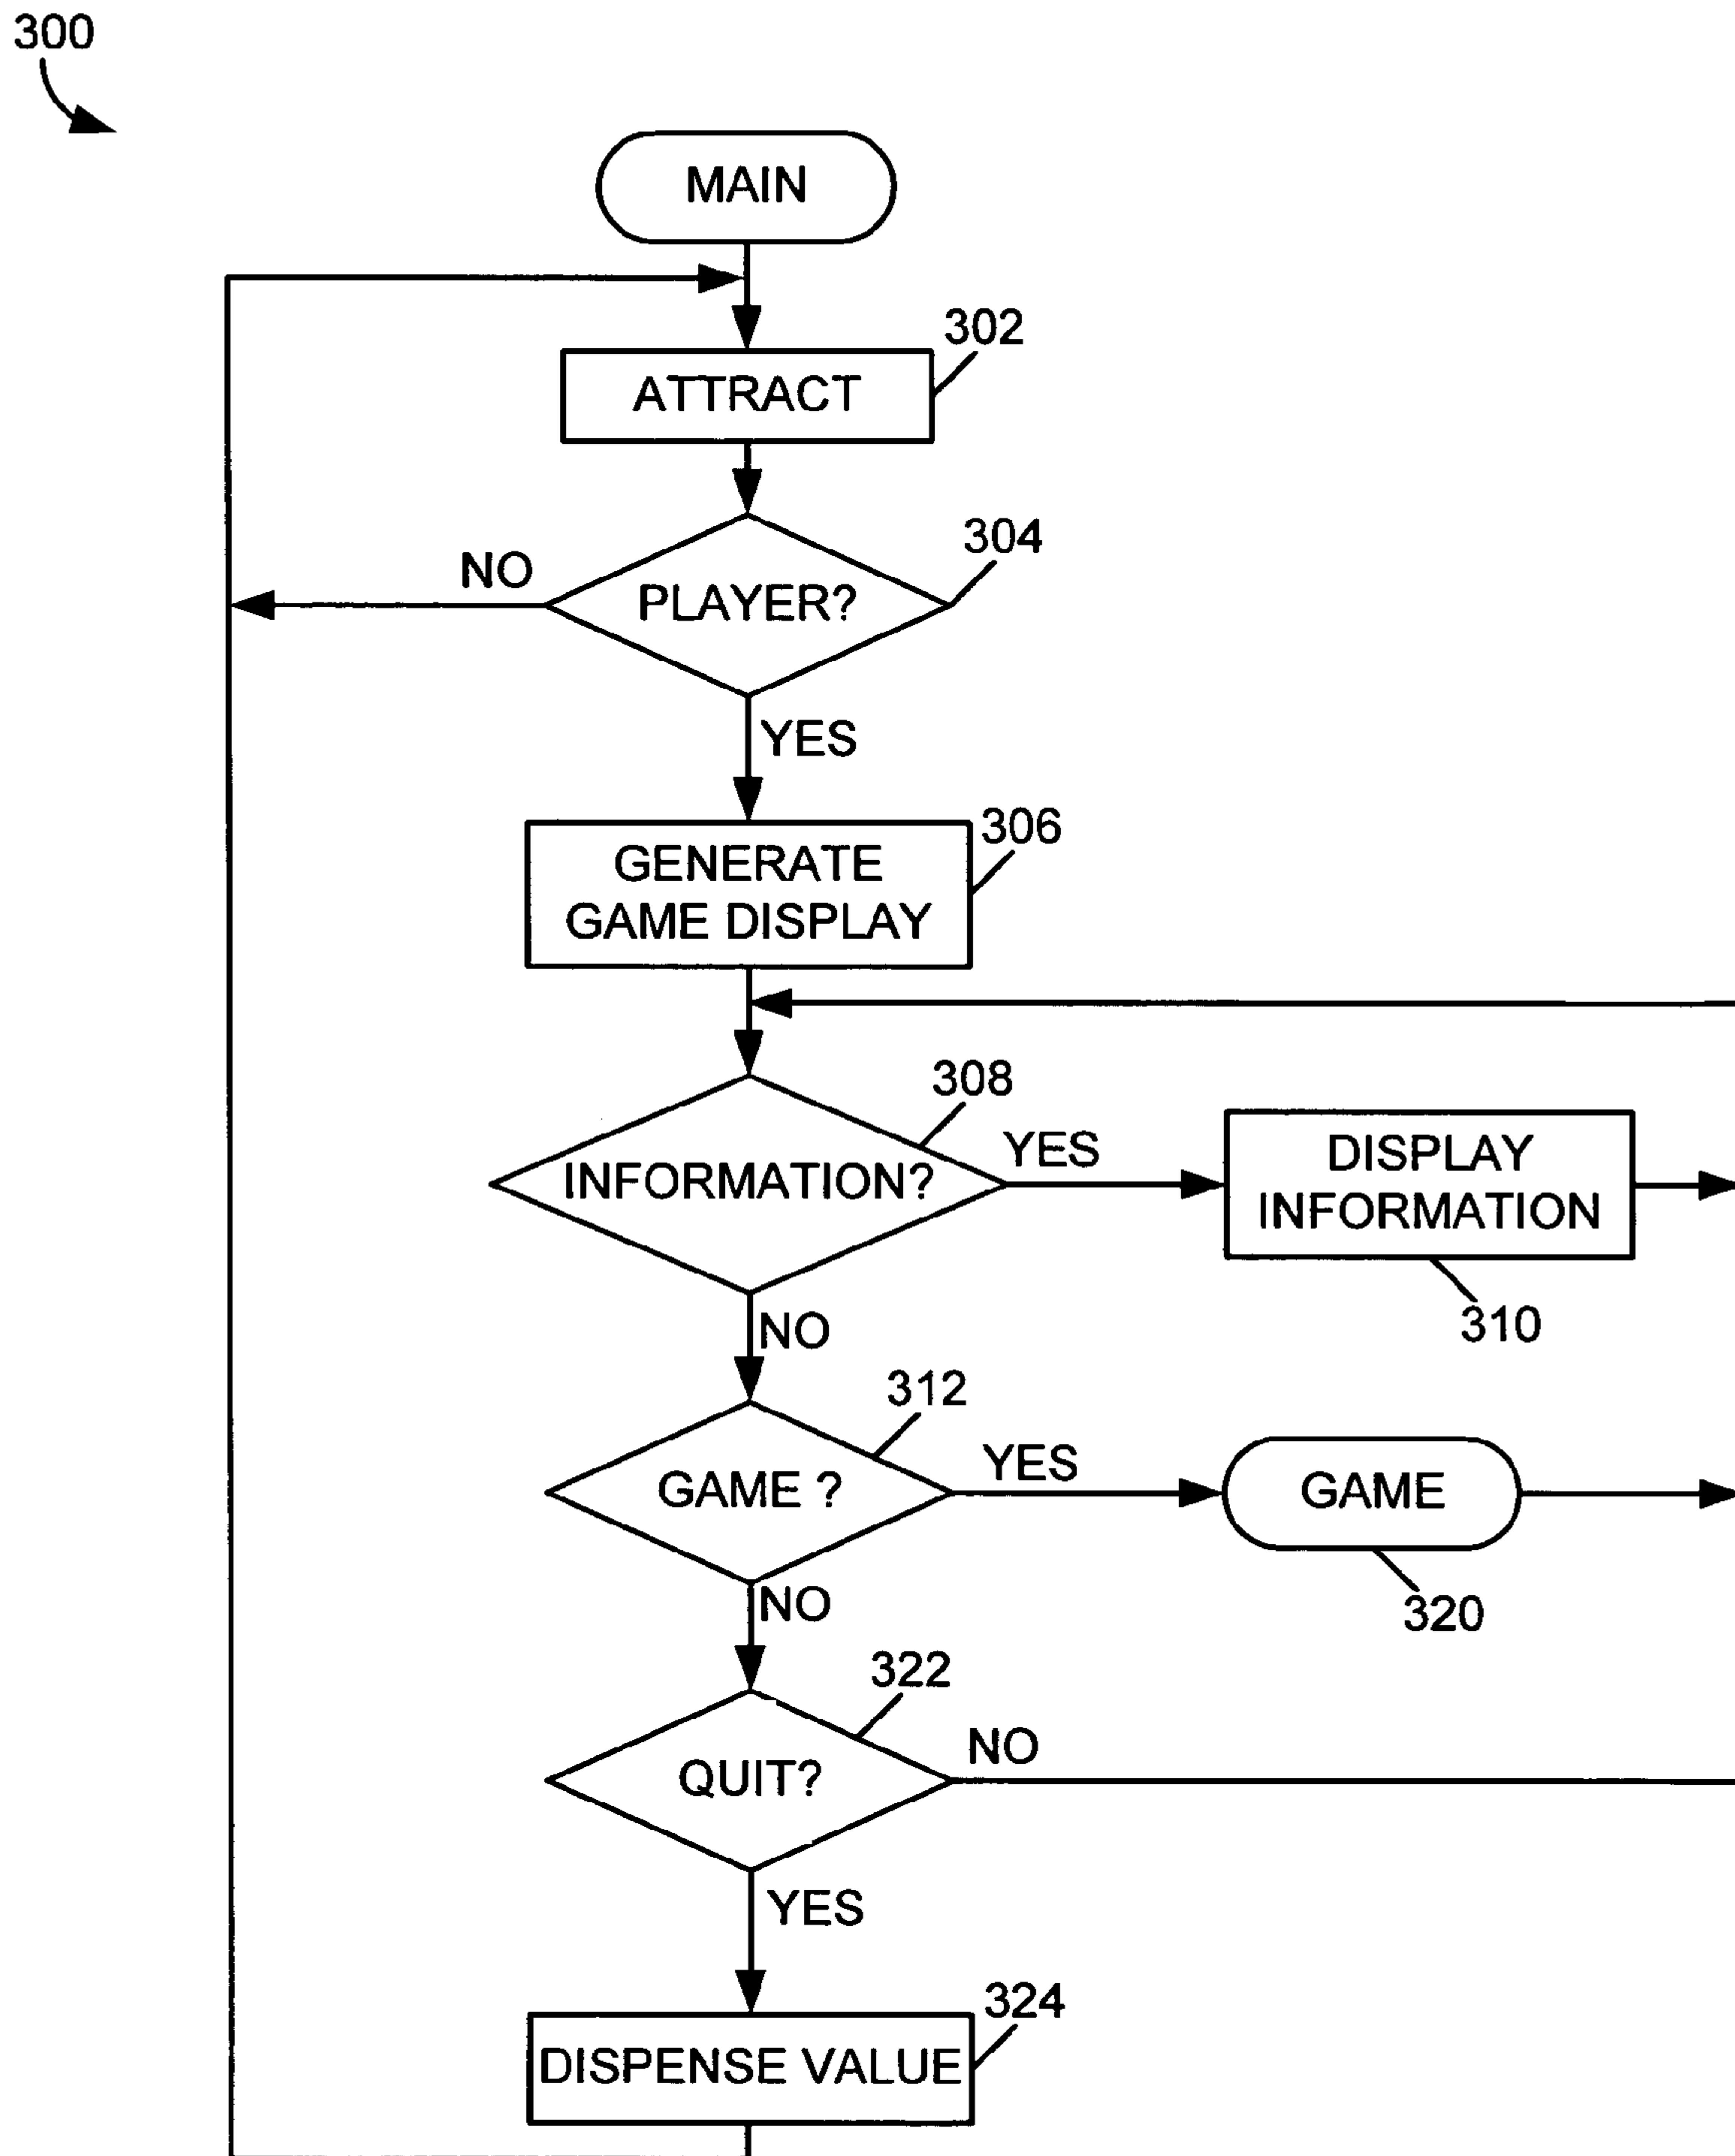 300
MAIN
302
ATTRACT
304
NO
PLAYER?
YES
306
GENERATE
GAME DISPLAY
308
INFORMATION?
YES
DISPLAY
INFORMATION
310
NO
312
GAME ?
YES
GAME
320
NO
322
QUIT?
NO
YES
324
DISPENSE VALUE